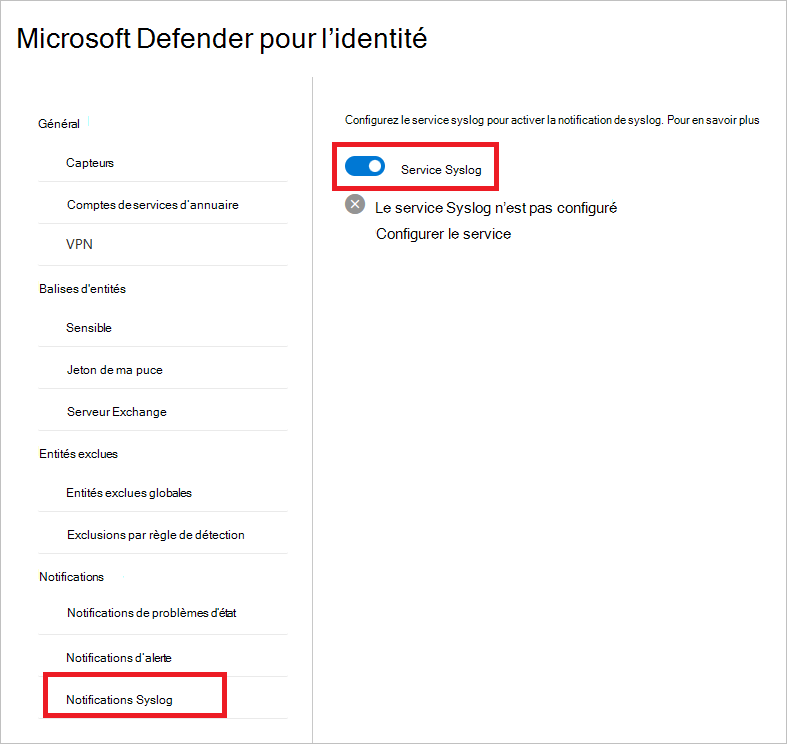 Microsoft Defender pour l’identité
Général
Capteurs
Comptes de services d’annuaire
VPN
Balises d’entités
Sensible
Jeton de ma puce
Serveur Exchange
Entités exclues
Entités exclues globales
Exclusions par règle de détection
Notifications
Notifications de problèmes d’état
Notifications d’alerte
Notifications Syslog
Configurez le service syslog pour activer la notification de syslog. Pour en savoir plus
Service Syslog
Le service Syslog n’est pas configuré
Configurer le service